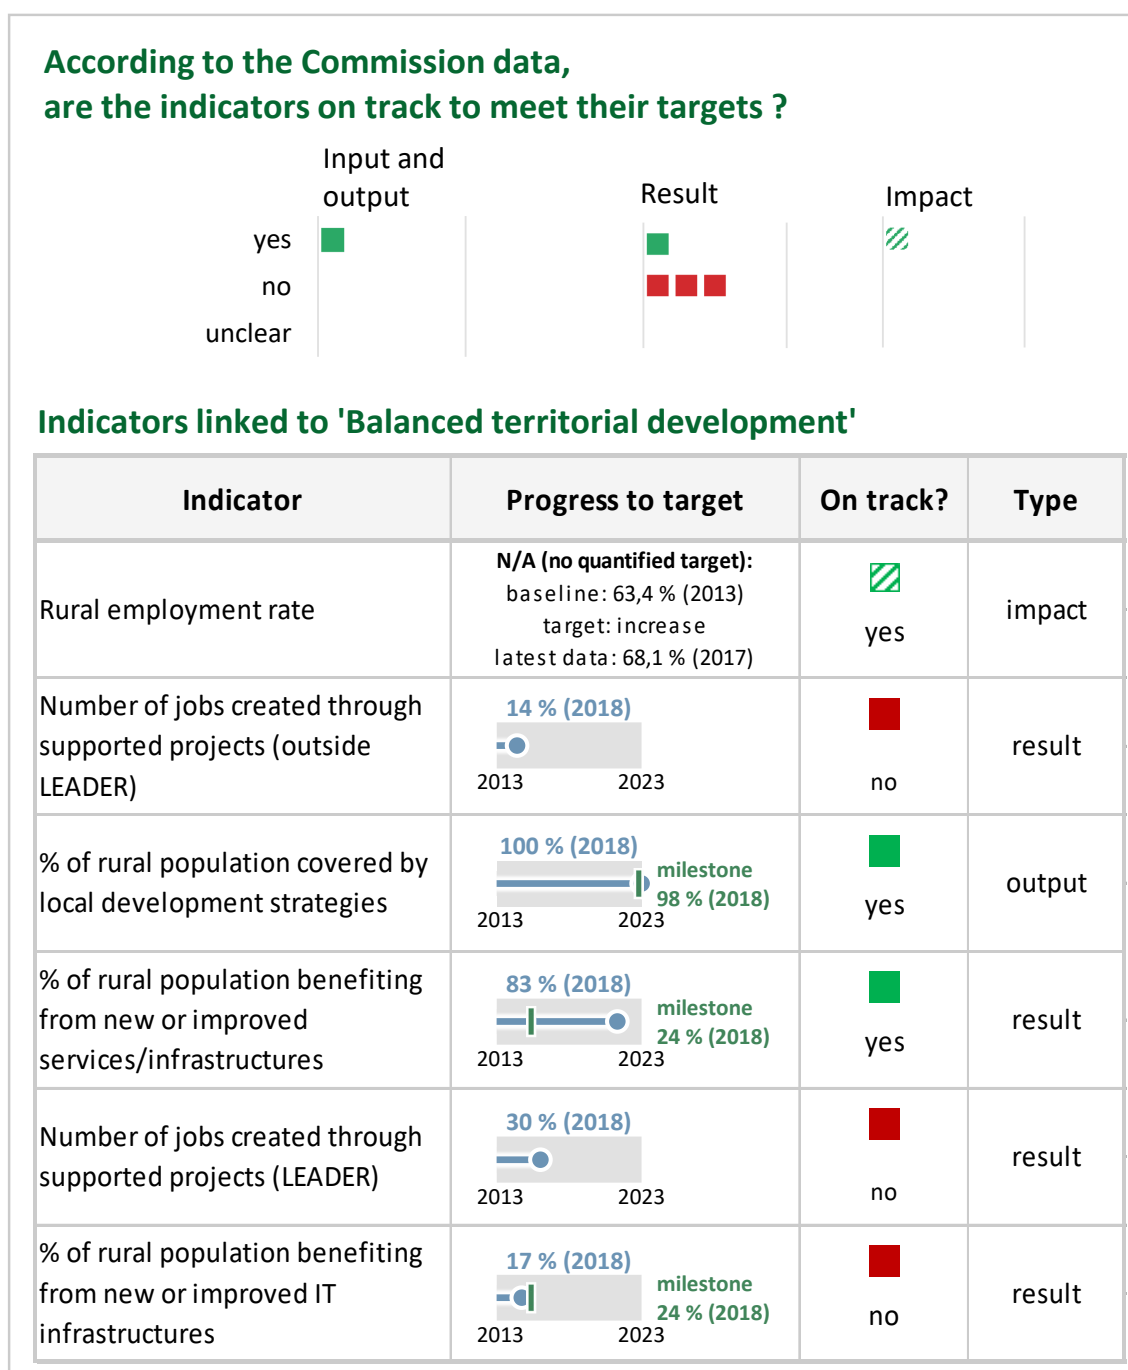 According to the Commission data,
are the indicators on track to meet their targets ?
Input and
output
Result
Impact
yes
no
unclear
Indicators linked to 'Balanced territorial development'
Indicator
Progress to target
On track?
Type
Rural employment rate
N/A (no quantified target):
baseline: 63,4 % (2013)
target: increase
latest data: 68,1 % (2017)
yes
impact
Number of jobs created through
supported projects (outside
LEADER)
14 % (2018)
2013 2023
no
result
% of rural population covered by
local development strategies
100 % (2018)
milestone
98 % (2018)
2013 2023
yes
output
% of rural population benefiting
from new or improved
services/infrastructures
83 % (2018)
milestone
24 % (2018)
2013 2023
yes
result
Number of jobs created through
supported projects (LEADER)
30 % (2018)
2013 2023
no
result
% of rural population benefiting
from new or improved IT
infrastructures
17 % (2018)
milestone
24 % (2018)
2013 2023
no
result